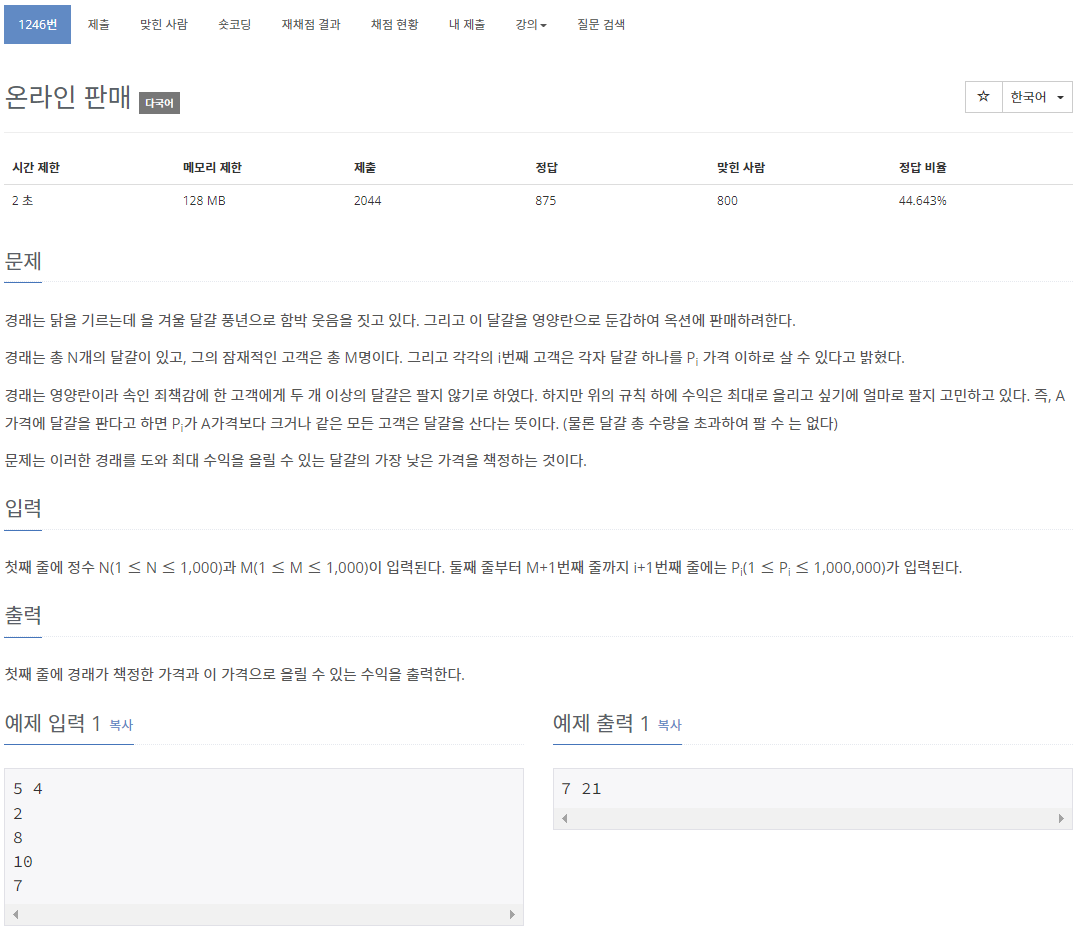 1246번 제출 맞힌 사람 숏코딩 재채점 결과 채점 현황 내 제출 강의 질문 검색
온라인 판매 다국어
☆ 한국어
시간 제한 메모리 제한 제출 정답 맞힌 사람 정답 비율
2 초 128 MB 2044 875 800 44.643%
문제
경래는 닭을 기르는데 올 겨울 달걀 풍년으로 함박 웃음을 짓고 있다. 그리고 이 달걀을 영양란으로 둔갑하여 옥션에 판매하려한다.
경래는 총 N개의 달걀이 있고, 그의 잠재적인 고객은 총 M명이다. 그리고 각각의 i번째 고객은 각자 달걀 하나를 Pi 가격 이하로 살 수 있다고 밝혔다.
경래는 영양란이라 속인 죄책감에 한 고객에게 두 개 이상의 달걀은 팔지 않기로 하였다. 하지만 위의 규칙 하에 수익은 최대로 올리고 싶기에 얼마로 팔지 고민하고 있다. 즉, A
가격에 달걀을 판다고 하면 Pi가 A가격보다 크거나 같은 모든 고객은 달걀을 산다는 뜻이다. (물론 달걀 총 수량을 초과하여 팔 수 는 없다)
문제는 이러한 경래를 도와 최대 수익을 올릴 수 있는 달걀의 가장 낮은 가격을 책정하는 것이다.
입력
첫째 줄에 정수 N(1 ≤ N ≤ 1,000)과 M(1 ≤ M ≤ 1,000)이 입력된다. 둘째 줄부터 M+1번째 줄까지 i+1번째 줄에는 Pi(1 ≤ Pi ≤ 1,000,000)가 입력된다.
출력
첫째 줄에 경래가 책정한 가격과 이 가격으로 올릴 수 있는 수익을 출력한다.
예제 입력 1 복사
5 4
2
8
10
7
예제 출력 1 복사
7 21